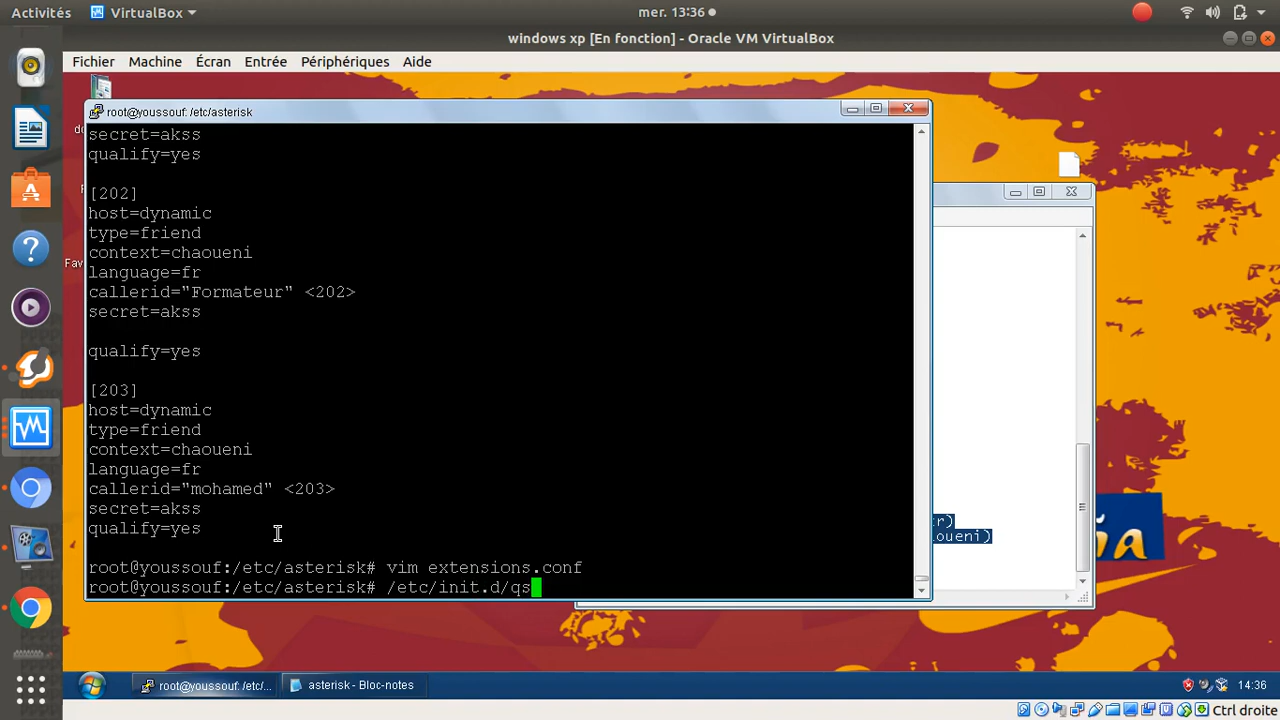 Activités
VirtualBox
mer. 13:36
windows xp [En fonction] - Oracle VM VirtualBox
Fichier Machine Écran Entrée Périphériques Aide
root@youssouf: /etc/asterisk
secret=akss
qualify=yes
[202]
host=dynamic
type=friend
context=chaoueni
language=fr
callerid="Formateur" <202>
secret=akss
qualify=yes
[203]
host=dynamic
type=friend
context=chaoueni
language=fr
callerid="mohamed" <203>
secret=akss
qualify=yes
root@youssouf:/etc/asterisk# vim extensions.conf
root@youssouf:/etc/asterisk# /etc/init.d/qs
Fav
oueni)
root@youssouf: /etc/...
asterisk - Bloc-notes
14:36
Ctrl droite